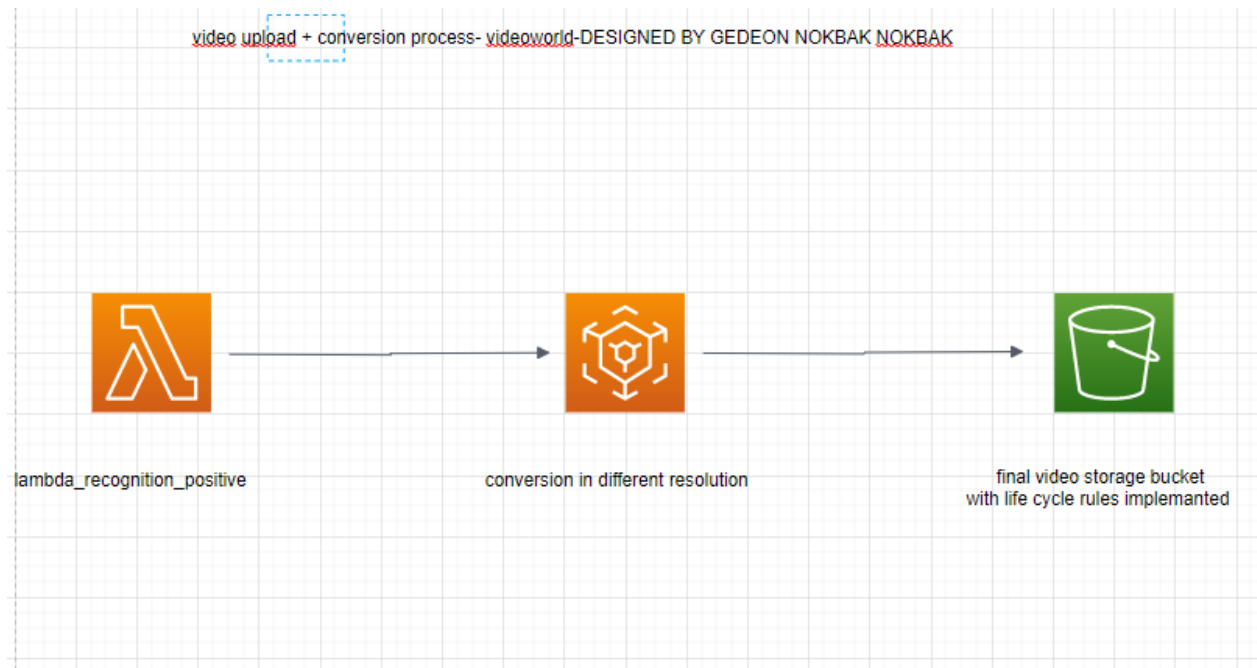 video upload + conversion process- videoworld-DESIGNED BY GEDEON NOKBAK NOKBAK
lambda_recognition_positive
conversion in different resolution
final video storage bucket
with life cycle rules implemanted